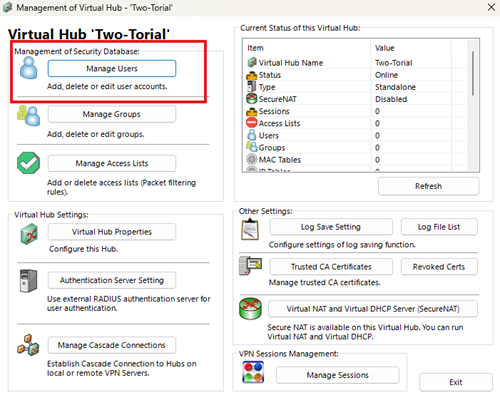 Management of Virtual Hub - 'Two-Torial'
Virtual Hub 'Two-Torial'
Management of Security Database:
Manage Users
Add, delete or edit user accounts.
Manage Groups
Add, delete or edit groups.
Manage Access Lists
Add or delete access lists (Packet filtering
rules).
Current Status of this Virtual Hub:
Item Value
Virtual Hub Name Two-Torial
Status Online
Type Standalone
SecureNAT Disabled
Sessions 0
Access Lists 0
Users 0
Groups 0
MAC Tables 0
IP Tables 0
Refresh
Virtual Hub Settings:
Virtual Hub Properties
Configure this Hub.
Authentication Server Setting
Use external RADIUS authentication server for
user authentication.
Manage Cascade Connections
Establish Cascade Connection to Hubs on
local or remote VPN Servers.
Other Settings:
Log Save Setting
Log File List
Configure settings of log saving function.
Trusted CA Certificates
Revoked Certs
Manage trusted CA certificates.
Virtual NAT and Virtual DHCP Server (SecureNAT)
Secure NAT is available on this Virtual Hub. You can run
Virtual NAT and Virtual DHCP.
VPN Sessions Management:
Manage Sessions
Exit